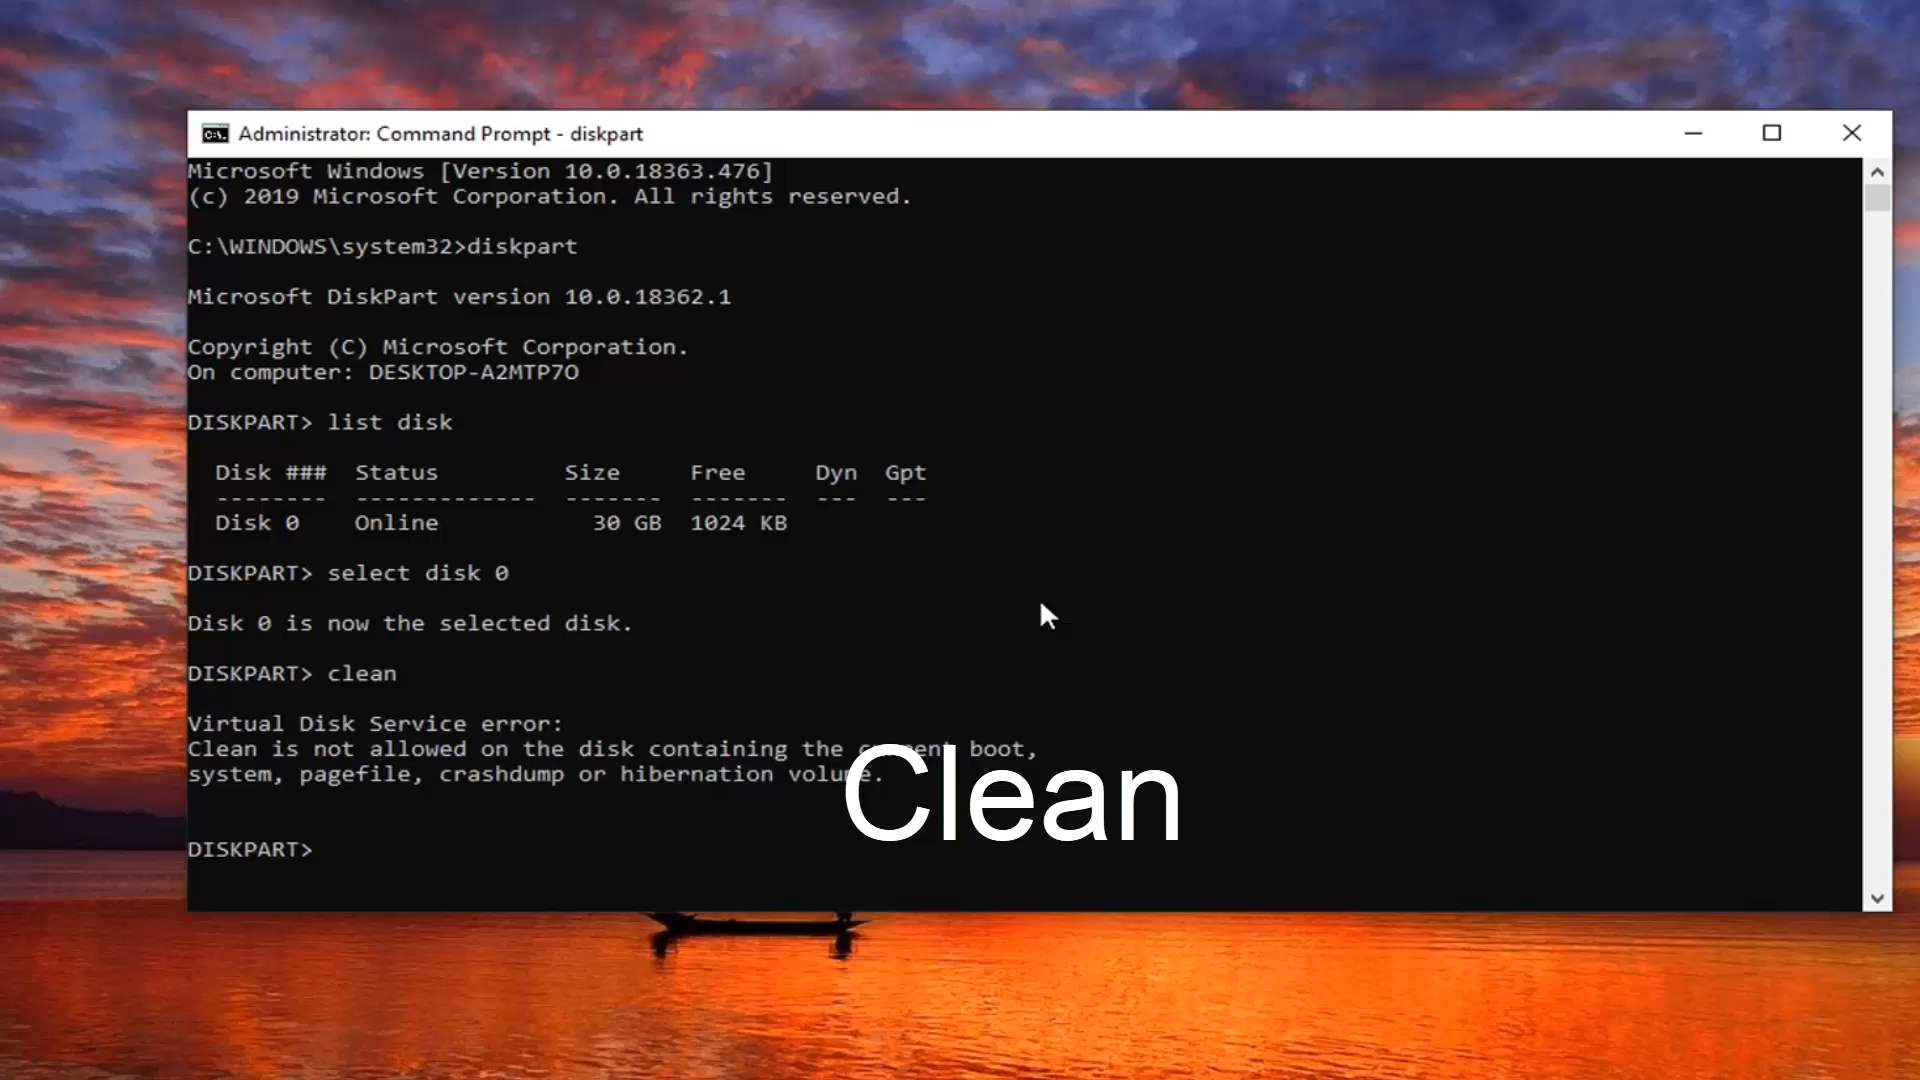 Administrator: Command Prompt - diskpart
Microsoft Windows [Version 10.0.18363.476]
(c) 2019 Microsoft Corporation. All rights reserved.
C:\WINDOWS\system32>diskpart
Microsoft DiskPart version 10.0.18362.1
Copyright (C) Microsoft Corporation.
On computer: DESKTOP-A2MTP7O
DISKPART> list disk
Disk ### Status Size Free Dyn Gpt
-------- ------------- ------- ------- --- ---
Disk 0 Online 30 GB 1024 KB
DISKPART> select disk 0
Disk 0 is now the selected disk.
DISKPART> clean
Virtual Disk Service error:
Clean is not allowed on the disk containing the current boot,
system, pagefile, crashdump or hibernation volume.
Clean
DISKPART>